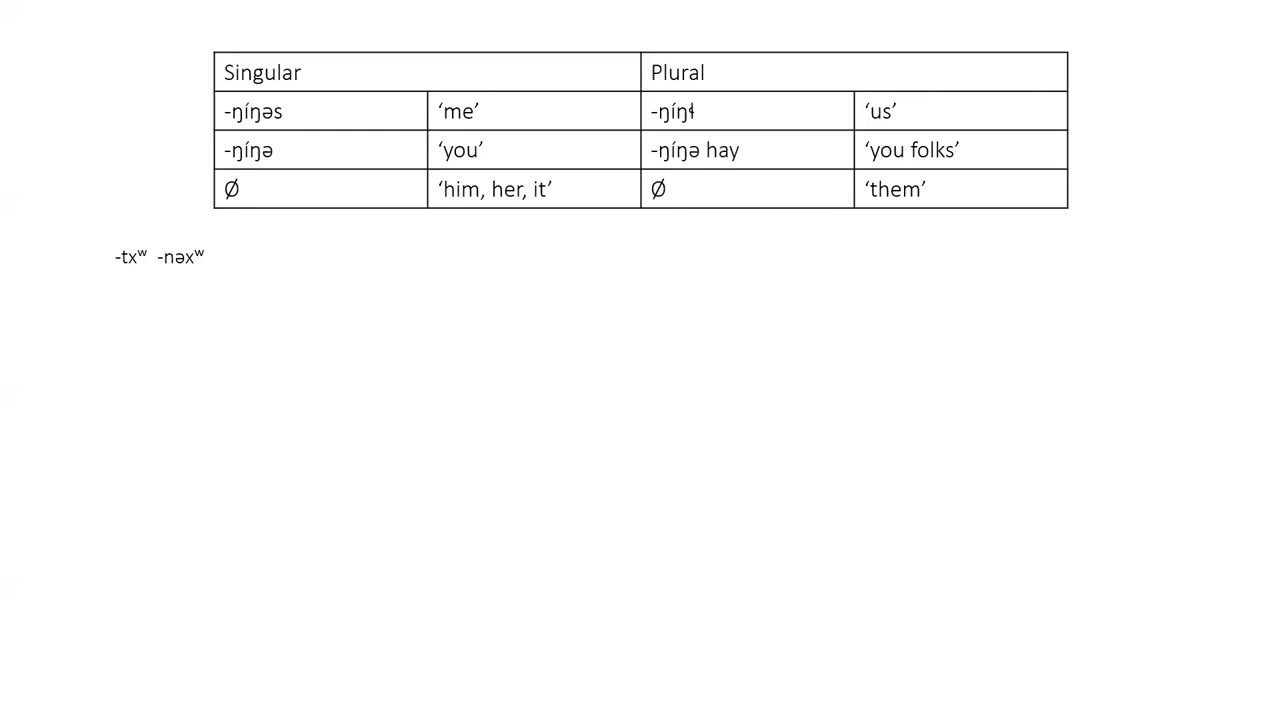 Singular Plural
-ŋíŋəs ‘me’ -ŋíŋɬ ‘us’
-ŋíŋə ‘you’ -ŋíŋə hay ‘you folks’
Ø ‘him, her, it’ Ø ‘them’
-txʷ -nəxʷ